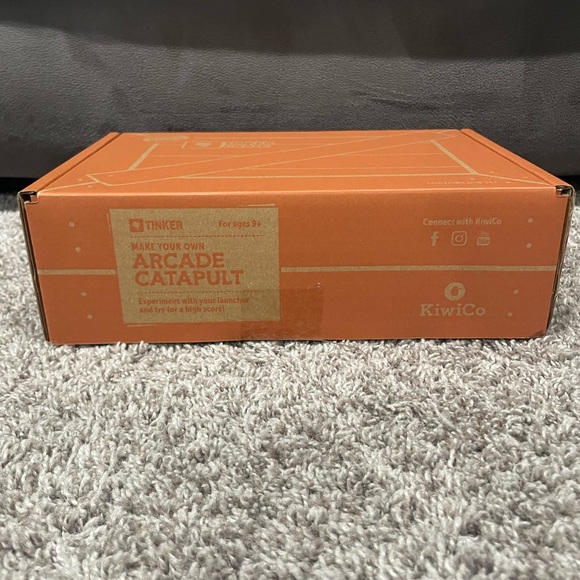 TINKER
For ages 9+
MAKE YOUR OWN
ARCADE
CATAPULT
Experiment with your launcher
and try for a high score!
Connect with KiwiCo
KiwiCo